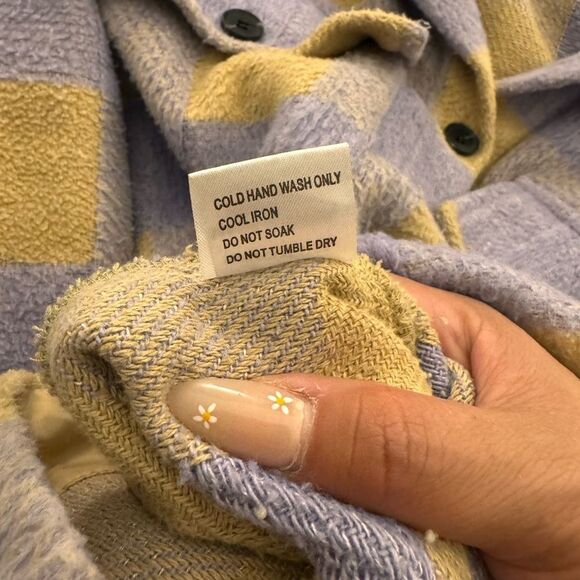 COLD HAND WASH ONLY
COOL IRON
DO NOT SOAK
DO NOT TUMBLE DRY